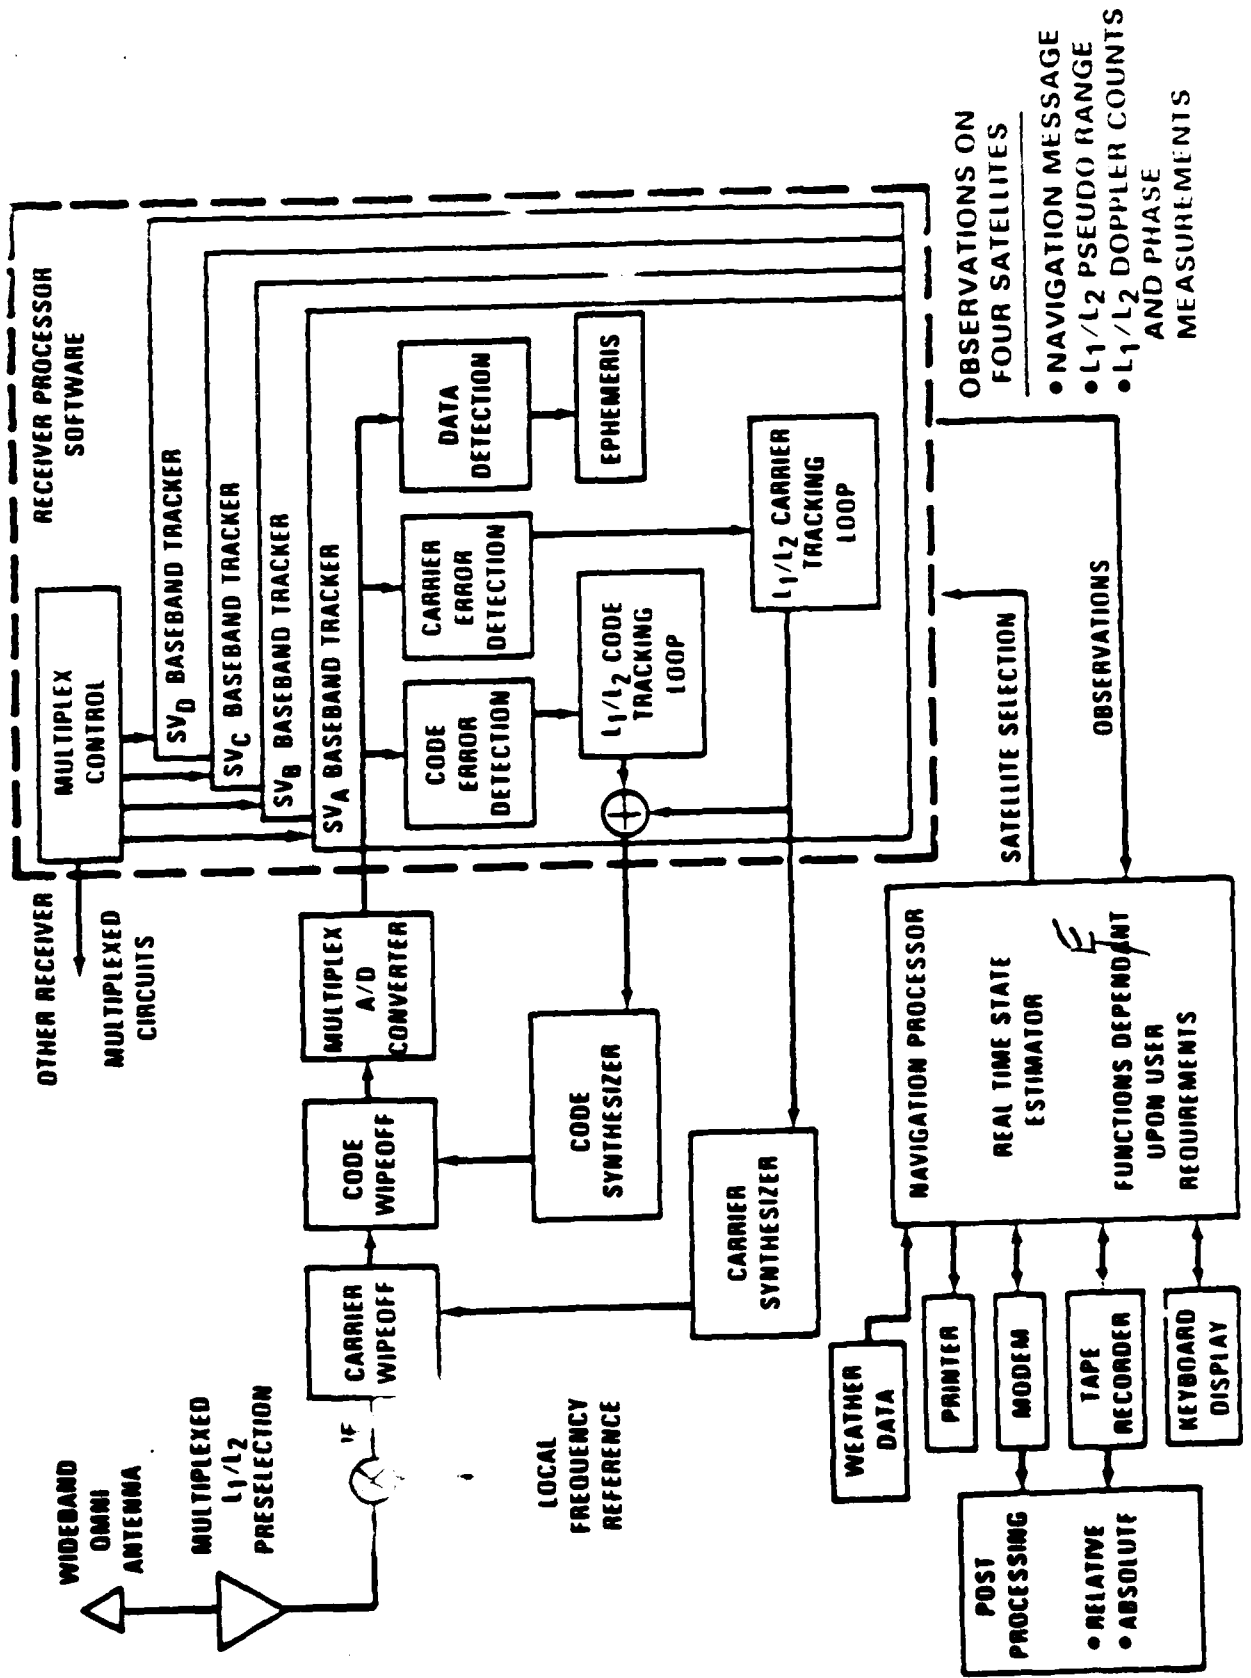 WIDEBAND
OMNI
ANTENNA
MULTIPLEXED
L1/L2
PRESELECTION
IF
LOCAL
FREQUENCY
REFERENCE
CARRIER
WIPEOFF
CODE
WIPEOFF
MULTIPLEX
A/D
CONVERTER
CODE
SYNTHESIZER
CARRIER
SYNTHESIZER
OTHER RECEIVER
MULTIPLEXED
CIRCUITS
RECEIVER PROCESSOR
SOFTWARE
MULTIPLEX
CONTROL
SVD BASEBAND TRACKER
SVC BASEBAND TRACKER
SVB BASEBAND TRACKER
SVA BASEBAND TRACKER
CODE
ERROR
DETECTION
CARRIER
ERROR
DETECTION
DATA
DETECTION
EPHEMERIS
L1/L2 CODE
TRACKING
LOOP
L1/L2 CARRIER
TRACKING
LOOP
SATELLITE SELECTION
OBSERVATIONS
OBSERVATIONS ON
FOUR SATELLITES
• NAVIGATION MESSAGE
• L1/L2 PSEUDO RANGE
• L1/L2 DOPPLER COUNTS
AND PHASE
MEASUREMENTS
NAVIGATION PROCESSOR
REAL TIME STATE
ESTIMATOR
E
FUNCTIONS DEPENDANT
UPON USER
REQUIREMENTS
WEATHER
DATA
PRINTER
MODEM
TAPE
RECORDER
KEYBOARD
DISPLAY
POST
PROCESSING
• RELATIVE
• ABSOLUTE